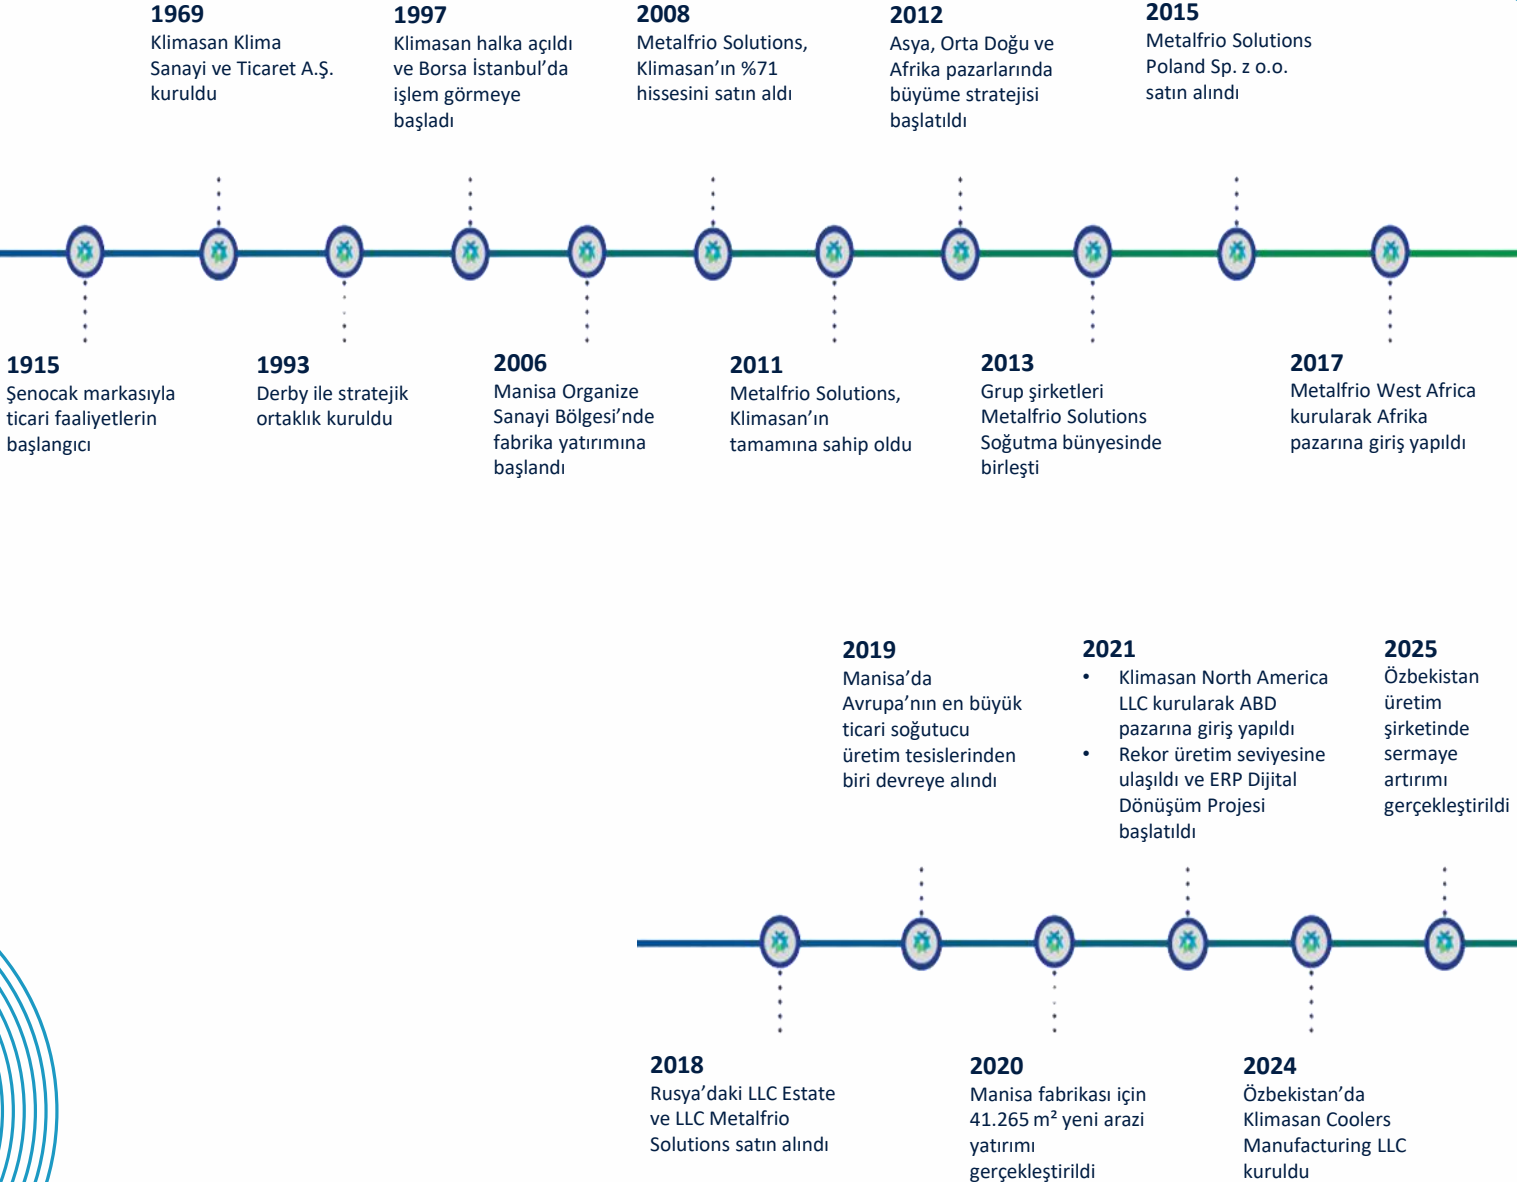 1969
Klimasan Klima
Sanayi ve Ticaret A.Ş.
kuruldu
1997
Klimasan halka açıldı
ve Borsa İstanbul’da
işlem görmeye
başladı
2008
Metalfrio Solutions,
Klimasan’ın %71
hissesini satın aldı
2012
Asya, Orta Doğu ve
Afrika pazarlarında
büyüme stratejisi
başlatıldı
2015
Metalfrio Solutions
Poland Sp. z o.o.
satın alındı
1915
Şenocak markasıyla
ticari faaliyetlerin
başlangıcı
1993
Derby ile stratejik
ortaklık kuruldu
2006
Manisa Organize
Sanayi Bölgesi’nde
fabrika yatırımına
başlandı
2011
Metalfrio Solutions,
Klimasan’ın
tamamına sahip oldu
2013
Grup şirketleri
Metalfrio Solutions
Soğutma bünyesinde
birleşti
2017
Metalfrio West Africa
kurularak Afrika
pazarına giriş yapıldı
2019
Manisa’da
Avrupa’nın en büyük
ticari soğutucu
üretim tesislerinden
biri devreye alındı
2021
• Klimasan North America
LLC kurularak ABD
pazarına giriş yapıldı
• Rekor üretim seviyesine
ulaşıldı ve ERP Dijital
Dönüşüm Projesi
başlatıldı
2025
Özbekistan
üretim
şirketinde
sermaye
artırımı
gerçekleştirildi
2018
Rusya’daki LLC Estate
ve LLC Metalfrio
Solutions satın alındı
2020
Manisa fabrikası için
41.265 m² yeni arazi
yatırımı
gerçekleştirildi
2024
Özbekistan’da
Klimasan Coolers
Manufacturing LLC
kuruldu